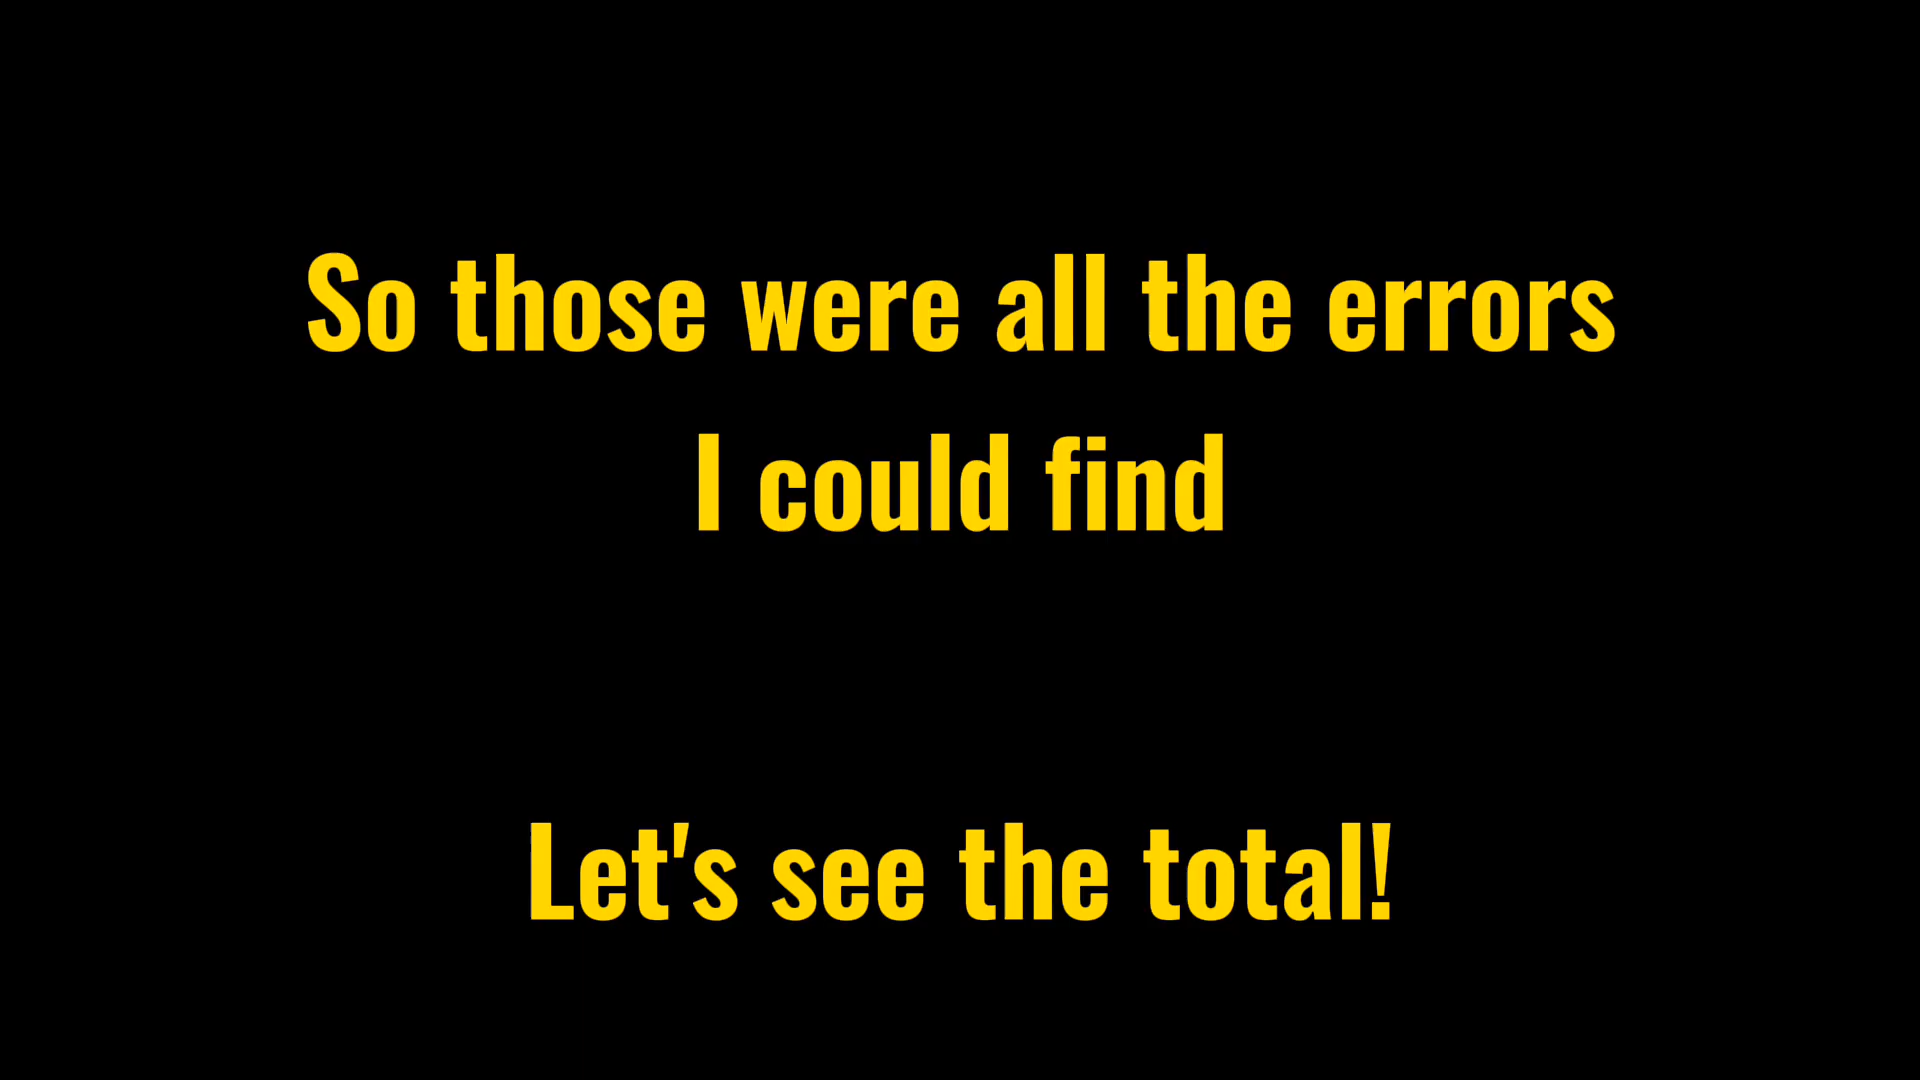 So those were all the errors
I could find
Let's see the total!